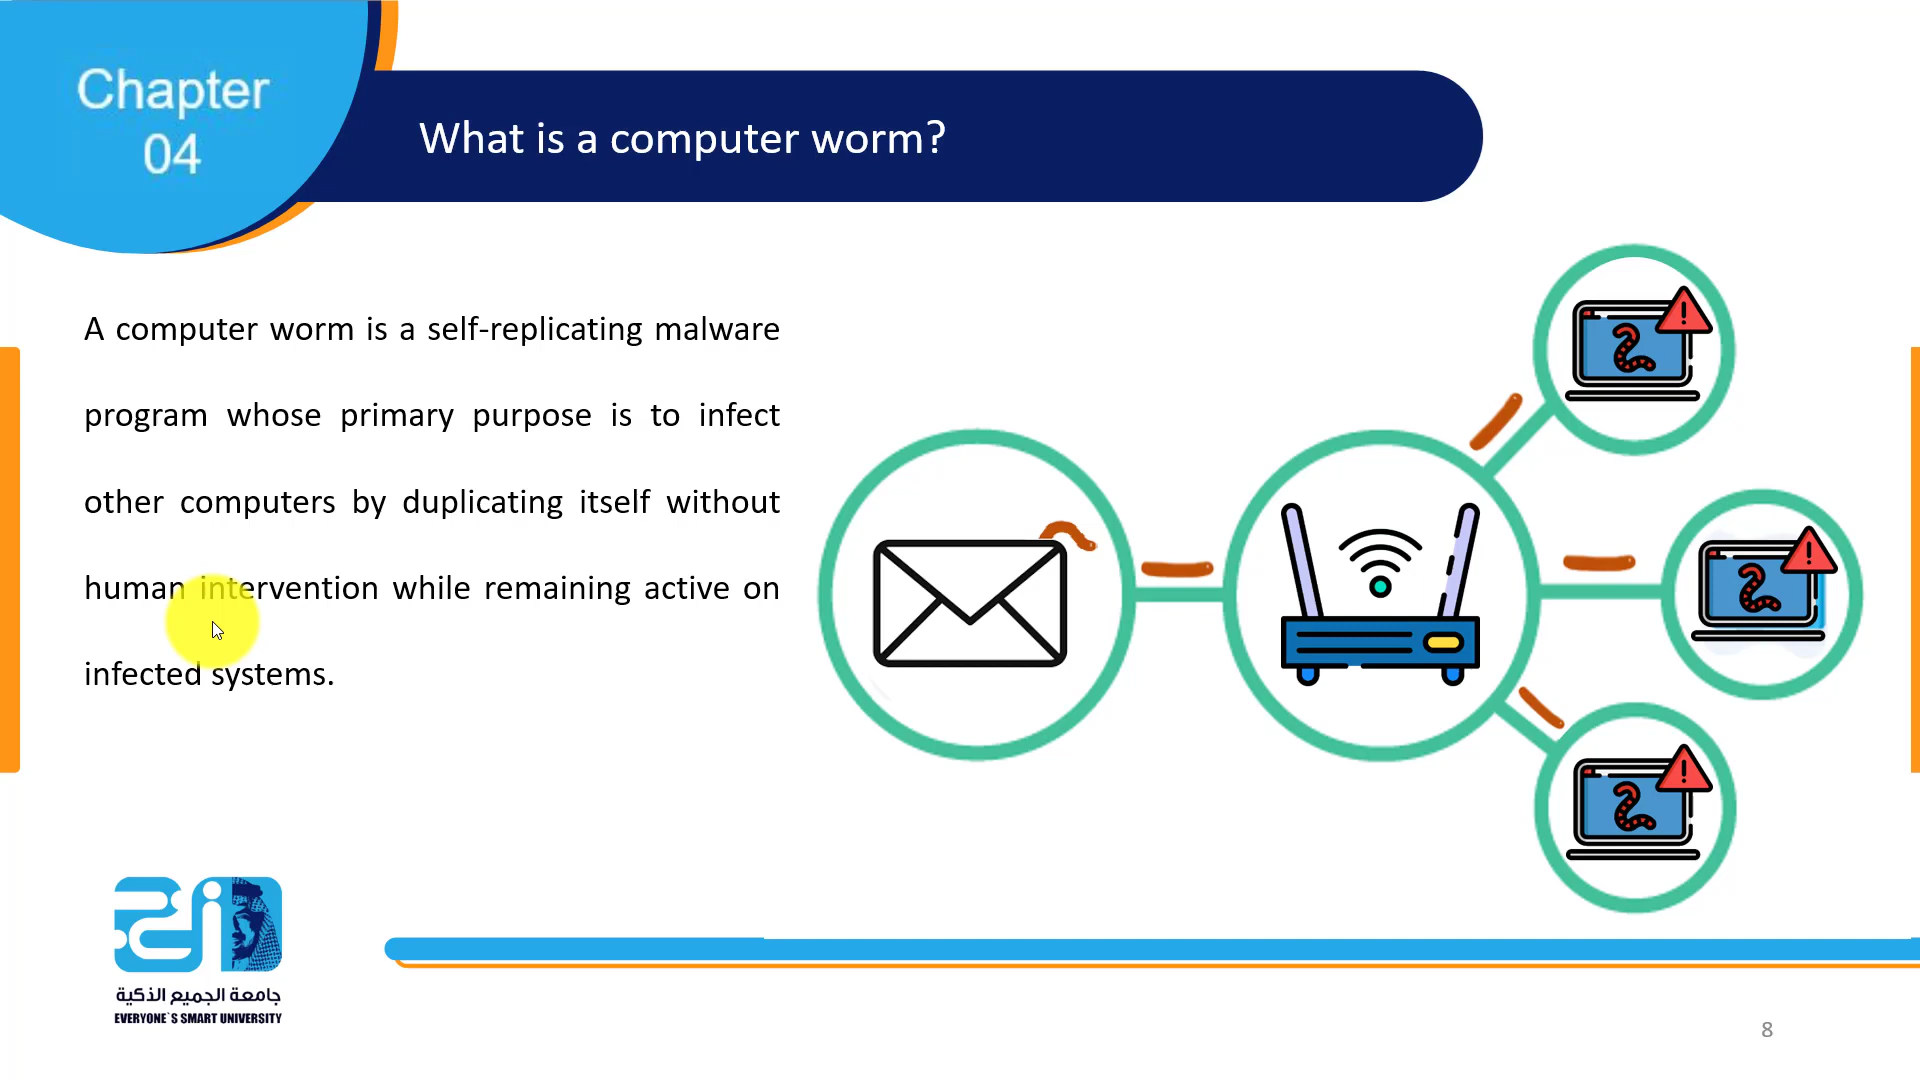 Chapter
04
What is a computer worm?
A computer worm is a self-replicating malware
program whose primary purpose is to infect
other computers by duplicating itself without
human intervention while remaining active on
infected systems.
جامعة الجميع الذكية
EVERYONE`S SMART UNIVERSITY
8